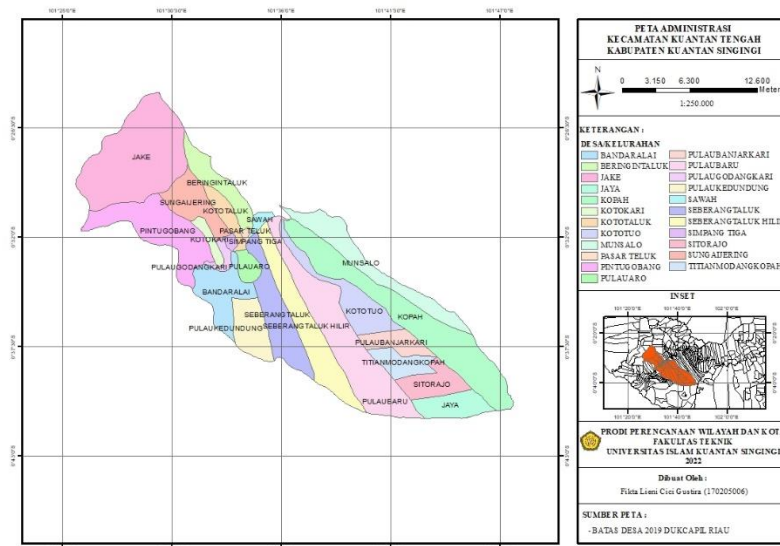 101°25'0"E 101°30'30"E 101°36'0"E 101°41'30"E 101°47'0"E
JAKE
BERINGINTALUK
SUNGAIJERING
KOTOTALUK
SAWAH
PINTUGOBANG
PASAR TELUK
KOTOKARI
SIMPANG TIGA
MUNSALO
PULAUGODANGKARI
PULAUARO
BANDARALAI
KOTOTUO
KOPAH
SEBERANGTALUK
PULAUKEDUNDUNG
SEBERANGTALUK HILIR
PULAUBANJARKARI
TITIANMODANGKOPAH
SITORAJO
PULAUBARU
JAYA
PETA ADMINISTRASI
KECAMATAN KUANTAN TENGAH
KABUPATEN KUANTAN SINGINGI
N
0 3.150 6.300 12.600
Meter
1:250.000
KETERANGAN :
DESA/KELURAHAN
BANDARALAI
BERINGINTALUK
JAKE
JAYA
KOPAH
KOTOKARI
KOTOTALUK
KOTOTUO
MUNSALO
PASAR TELUK
PINTUGOBANG
PULAUARO
PULAUBANJARKARI
PULAUBARU
PULAUGODANGKARI
PULAUKEDUNDUNG
SAWAH
SEBERANGTALUK
SEBERANGTALUK HILIR
SIMPANG TIGA
SITORAJO
SUNGAIJERING
TITIANMODANGKOPAH
INSET
PRODI PERENCANAAN WILAYAH DAN KOTA
FAKULTAS TEKNIK
UNIVERSITAS ISLAM KUANTAN SINGINGI
2022
Dibuat Oleh :
Fikta Liani Cici Gustira (170205006)
SUMBER PETA :
- BATAS DESA 2019 DUKCAPIL RIAU